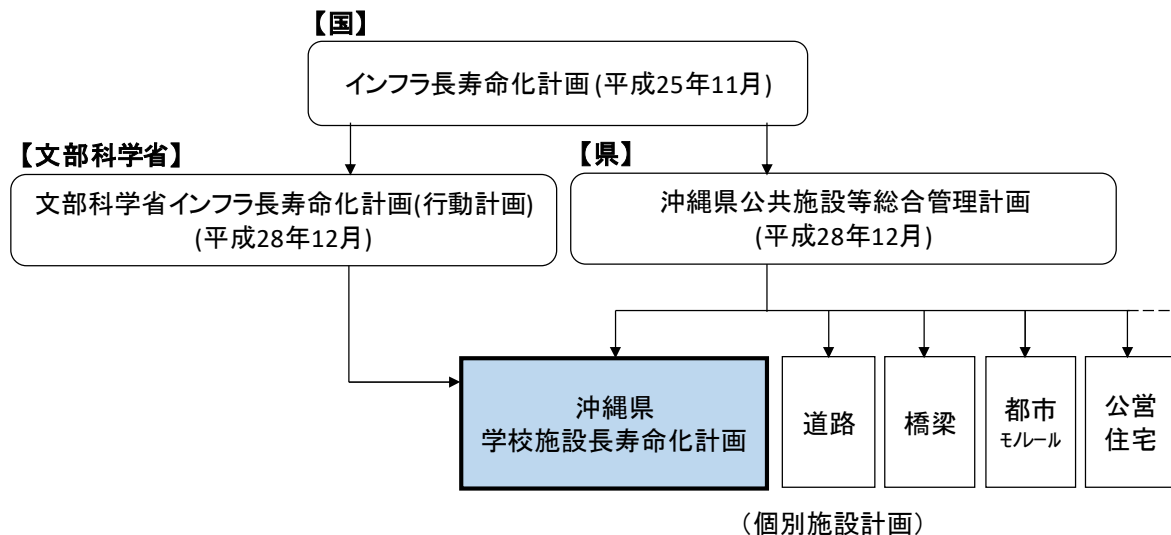 【国】
インフラ長寿命化計画(平成25年11月)
【文部科学省】
文部科学省インフラ長寿命化計画(行動計画)
(平成28年12月)
【県】
沖縄県公共施設等総合管理計画
(平成28年12月)
沖縄県
学校施設長寿命化計画
道路
橋梁
都市
モノレール
公営
住宅
(個別施設計画)